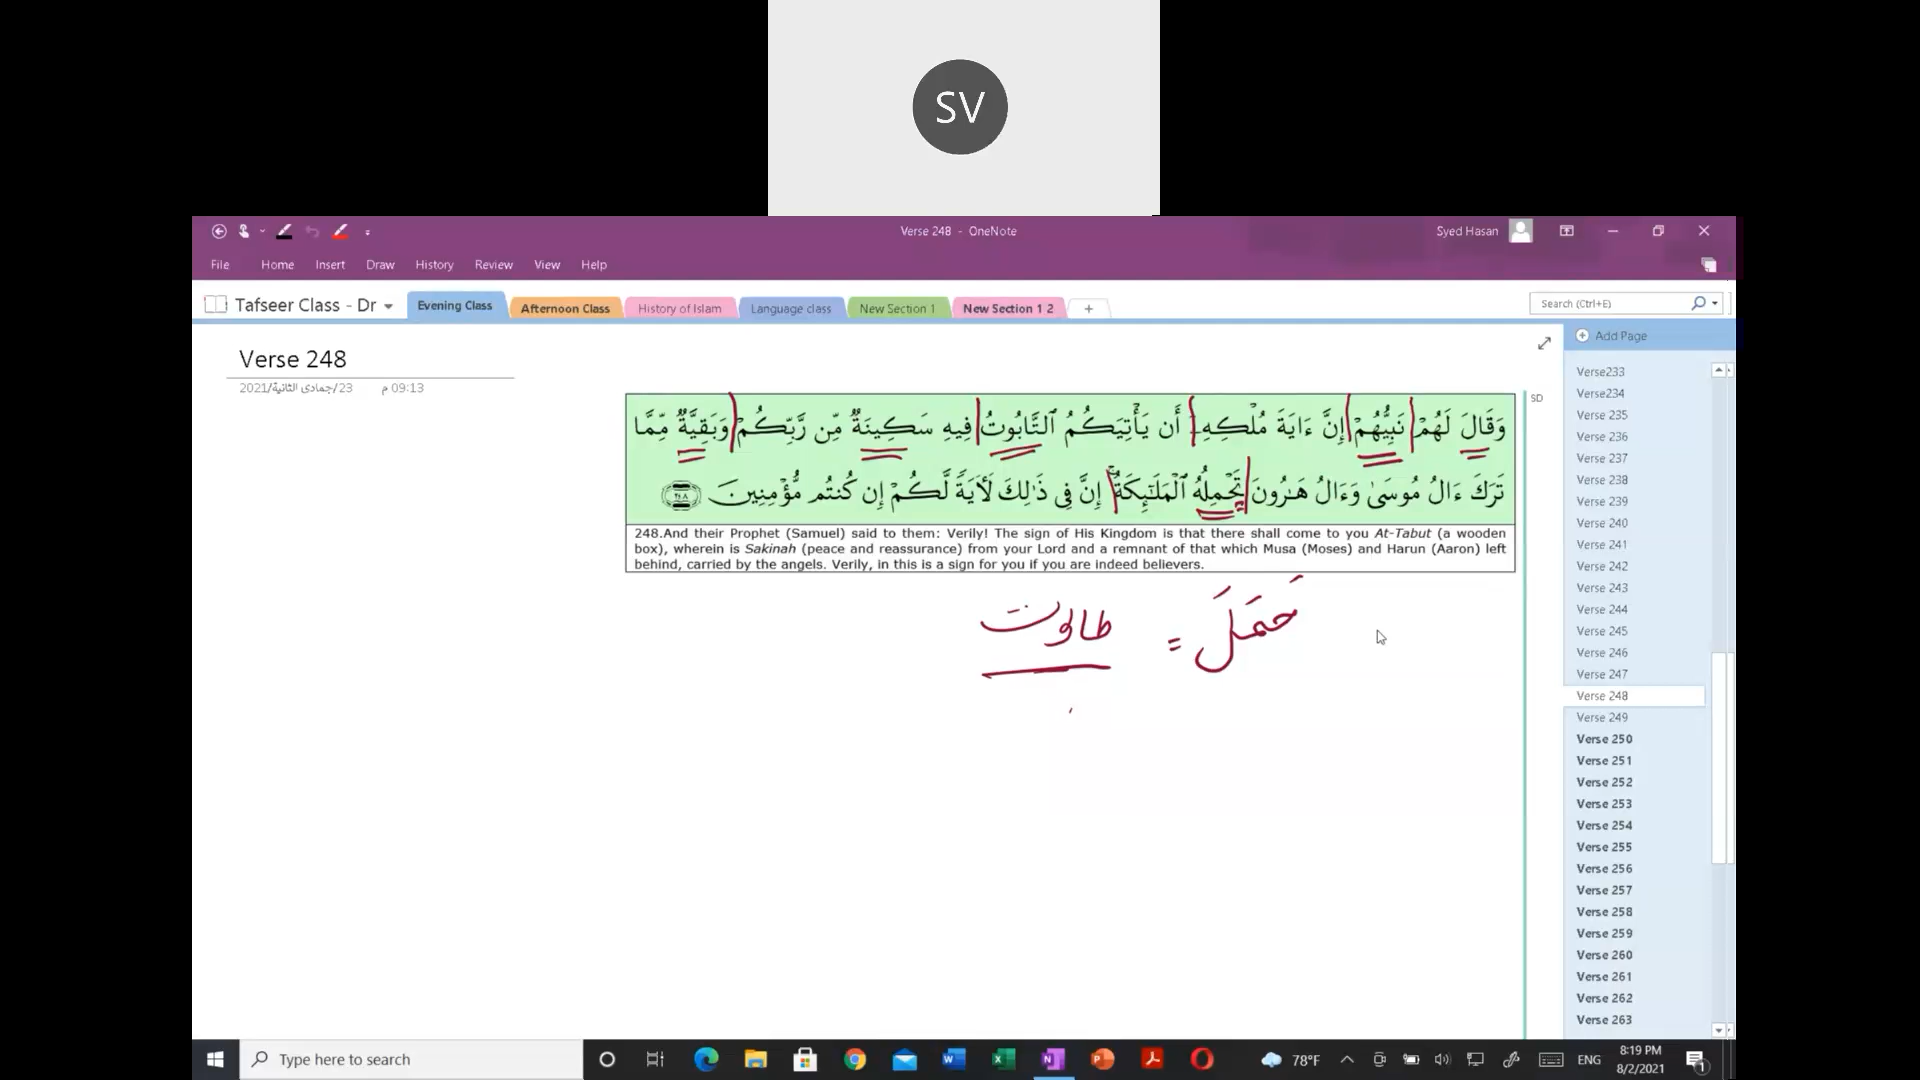 SV
Verse 248 - OneNote
Syed Hasan
File Home Insert Draw History Review View Help
Tafseer Class - Dr
Evening Class
Afternoon Class
History of Islam
Language class
New Section 1
New Section 1 2
+
Search (Ctrl+E)
Add Page
Verse 248
23/جمادى الثانية/2021 09:13 م
SD
وَقَالَ لَهُمْ نَبِيُّهُمْ إِنَّ ءَايَةَ مُلْكِهِۦٓ أَن يَأْتِيَكُمُ ٱلتَّابُوتُ فِيهِ سَكِينَةٌ مِّن رَّبِّكُمْ وَبَقِيَّةٌ مِّمَّا
تَرَكَ ءَالُ مُوسَىٰ وَءَالُ هَـٰرُونَ تَحْمِلُهُ ٱلْمَلَـٰٓئِكَةُ ۚ إِنَّ فِى ذَٰلِكَ لَـَٔايَةً لَّكُمْ إِن كُنتُم مُّؤْمِنِينَ ٢٤٨
248.And their Prophet (Samuel) said to them: Verily! The sign of His Kingdom is that there shall come to you At-Tabut (a wooden
box), wherein is Sakinah (peace and reassurance) from your Lord and a remnant of that which Musa (Moses) and Harun (Aaron) left
behind, carried by the angels. Verily, in this is a sign for you if you are indeed believers.
حَمَلَ = طالوت
Verse233
Verse234
Verse 235
Verse 236
Verse 237
Verse 238
Verse 239
Verse 240
Verse 241
Verse 242
Verse 243
Verse 244
Verse 245
Verse 246
Verse 247
Verse 248
Verse 249
Verse 250
Verse 251
Verse 252
Verse 253
Verse 254
Verse 255
Verse 256
Verse 257
Verse 258
Verse 259
Verse 260
Verse 261
Verse 262
Verse 263
Type here to search
78°F
ENG
8:19 PM
8/2/2021
1